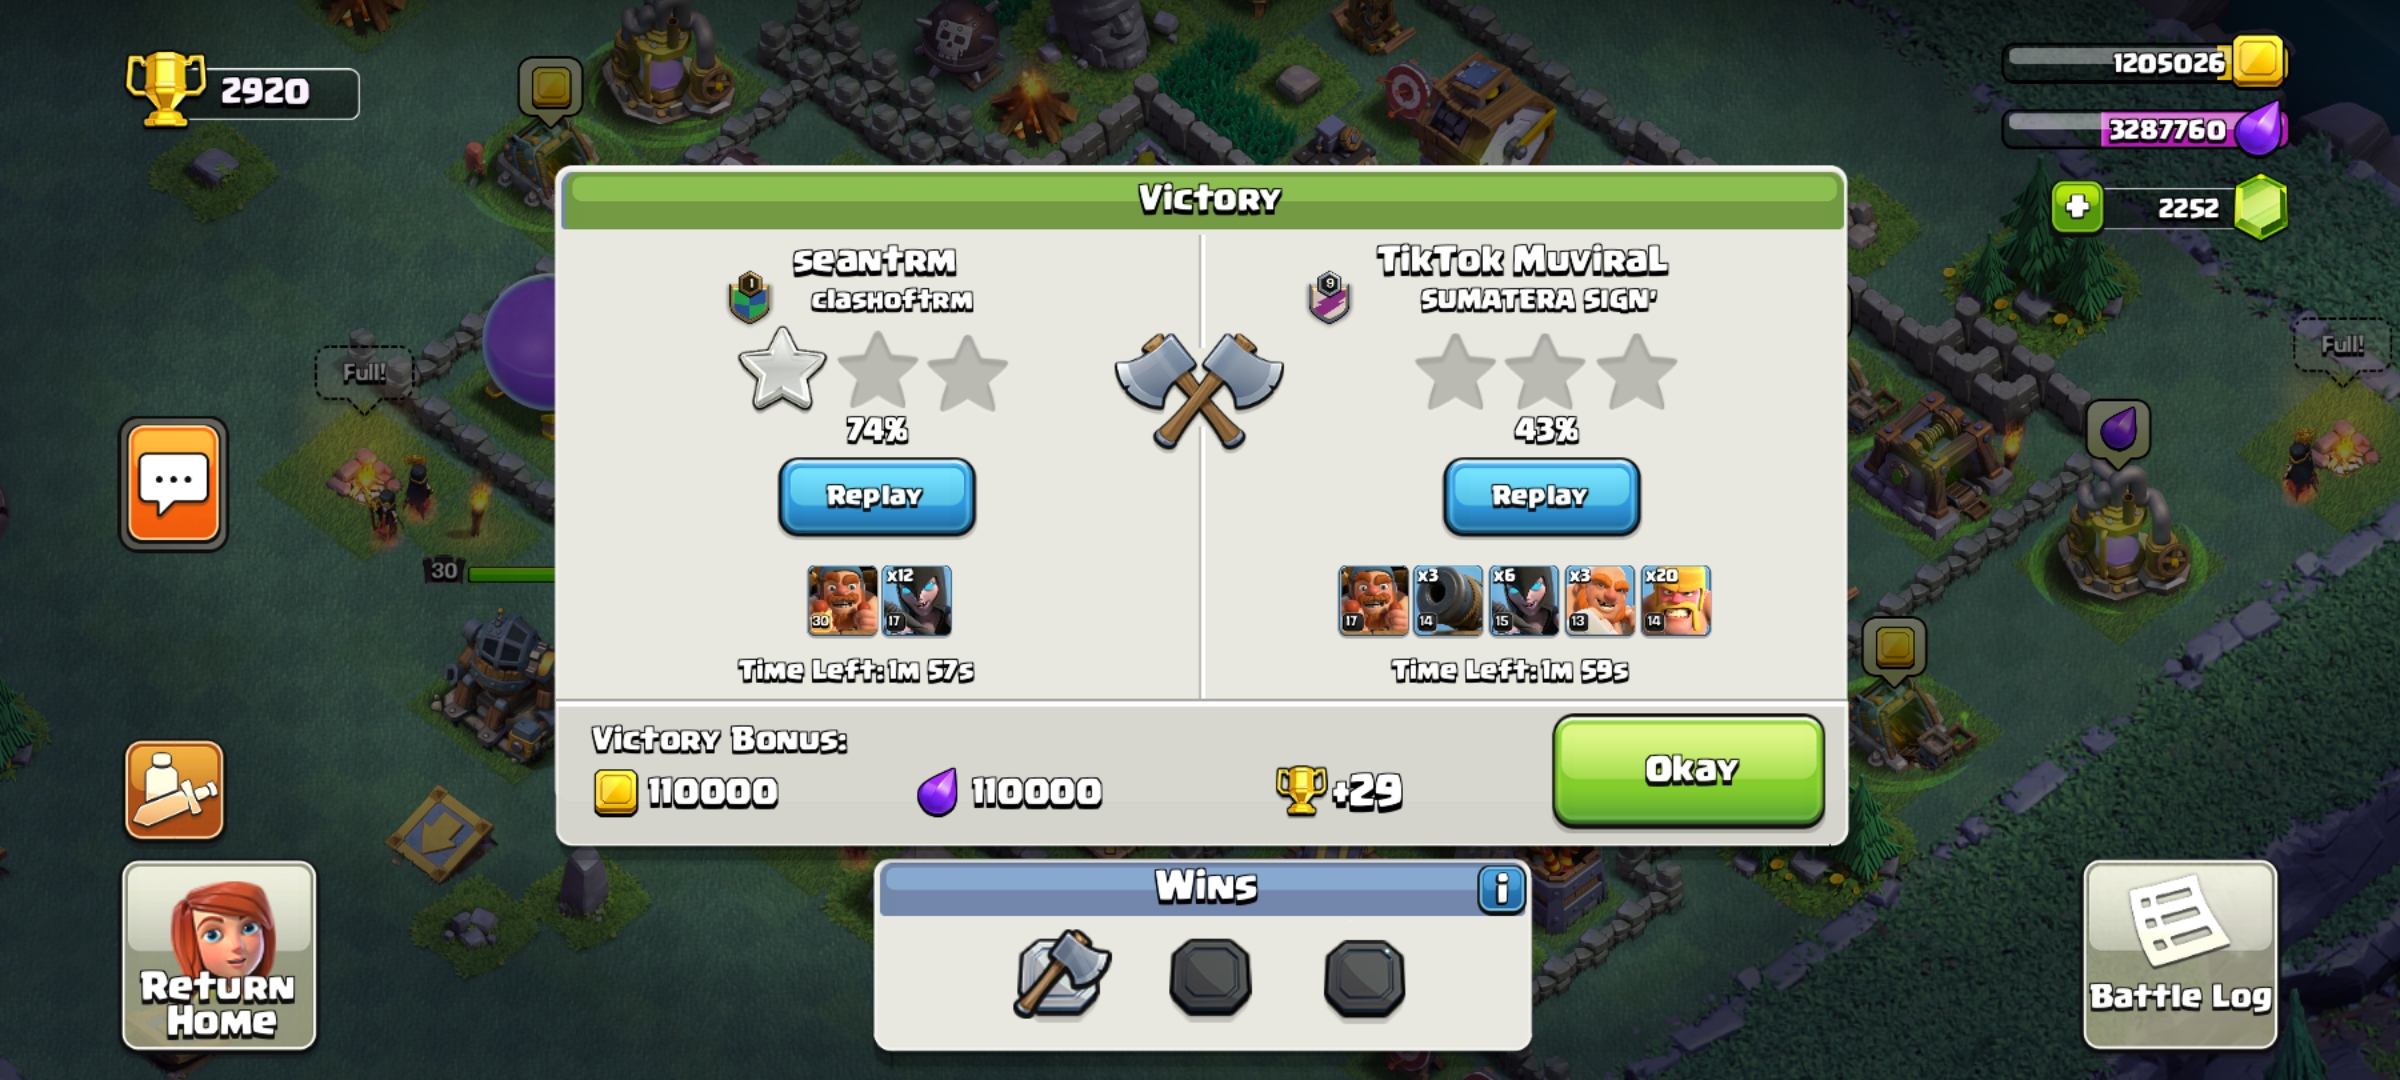 2920
1205026
3287760
2252
Full!
Full!
30
Victory
seantrm
1
clashoftrm
74%
Replay
30
x12
17
Time Left: 1m 57s
TikTok Muviral
9
SUMATERA SIGN'
43%
Replay
17
x3
14
x6
15
x3
13
x20
14
Time Left: 1m 59s
Victory Bonus:
110000
110000
+29
Okay
Wins
i
Return
Home
Battle Log